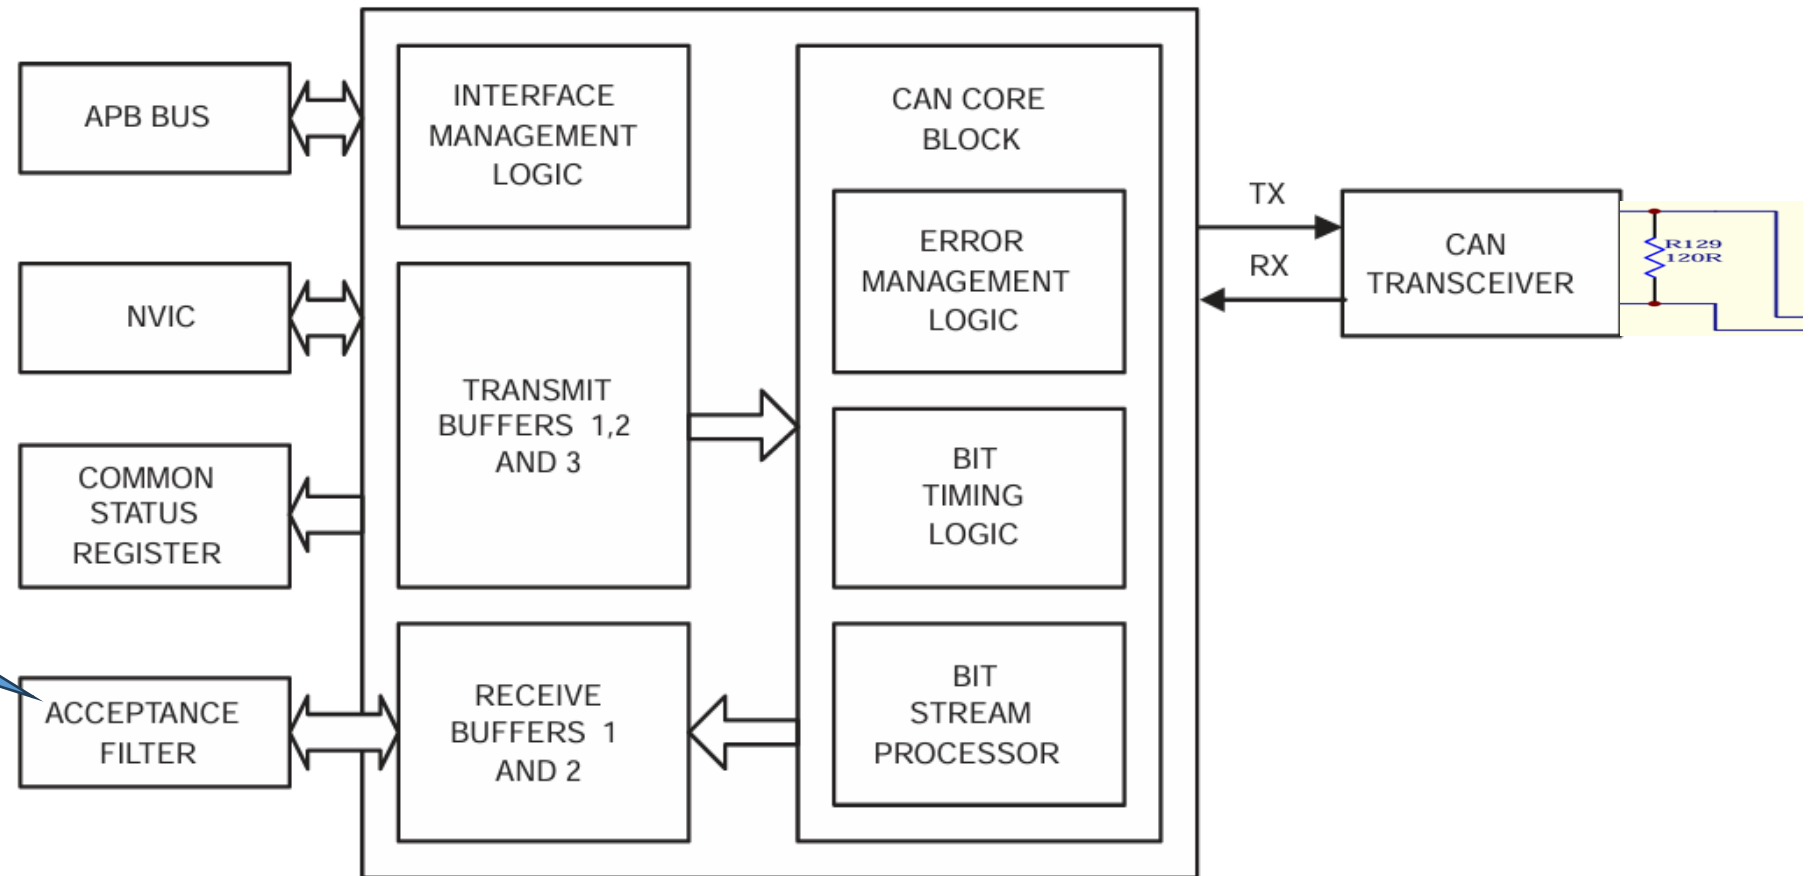 APB BUS
NVIC
COMMON
STATUS
REGISTER
ACCEPTANCE
FILTER
INTERFACE
MANAGEMENT
LOGIC
TRANSMIT
BUFFERS 1,2
AND 3
RECEIVE
BUFFERS 1
AND 2
CAN CORE
BLOCK
ERROR
MANAGEMENT
LOGIC
BIT
TIMING
LOGIC
BIT
STREAM
PROCESSOR
TX
RX
CAN
TRANSCEIVER
R129
120R